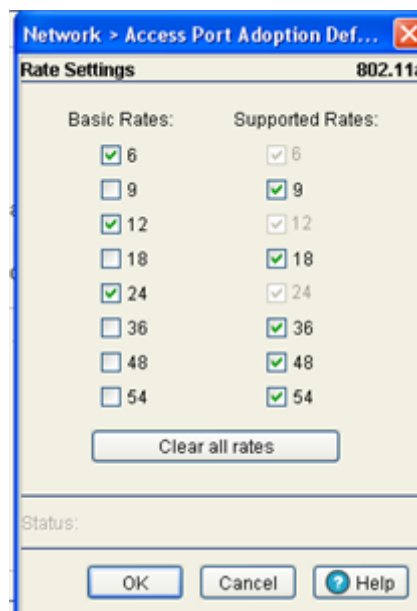 Network > Access Port Adoption Def...
Rate Settings 802.11a
Basic Rates: Supported Rates:
6 6
9 9
12 12
18 18
24 24
36 36
48 48
54 54
Clear all rates
Status:
OK Cancel ? Help